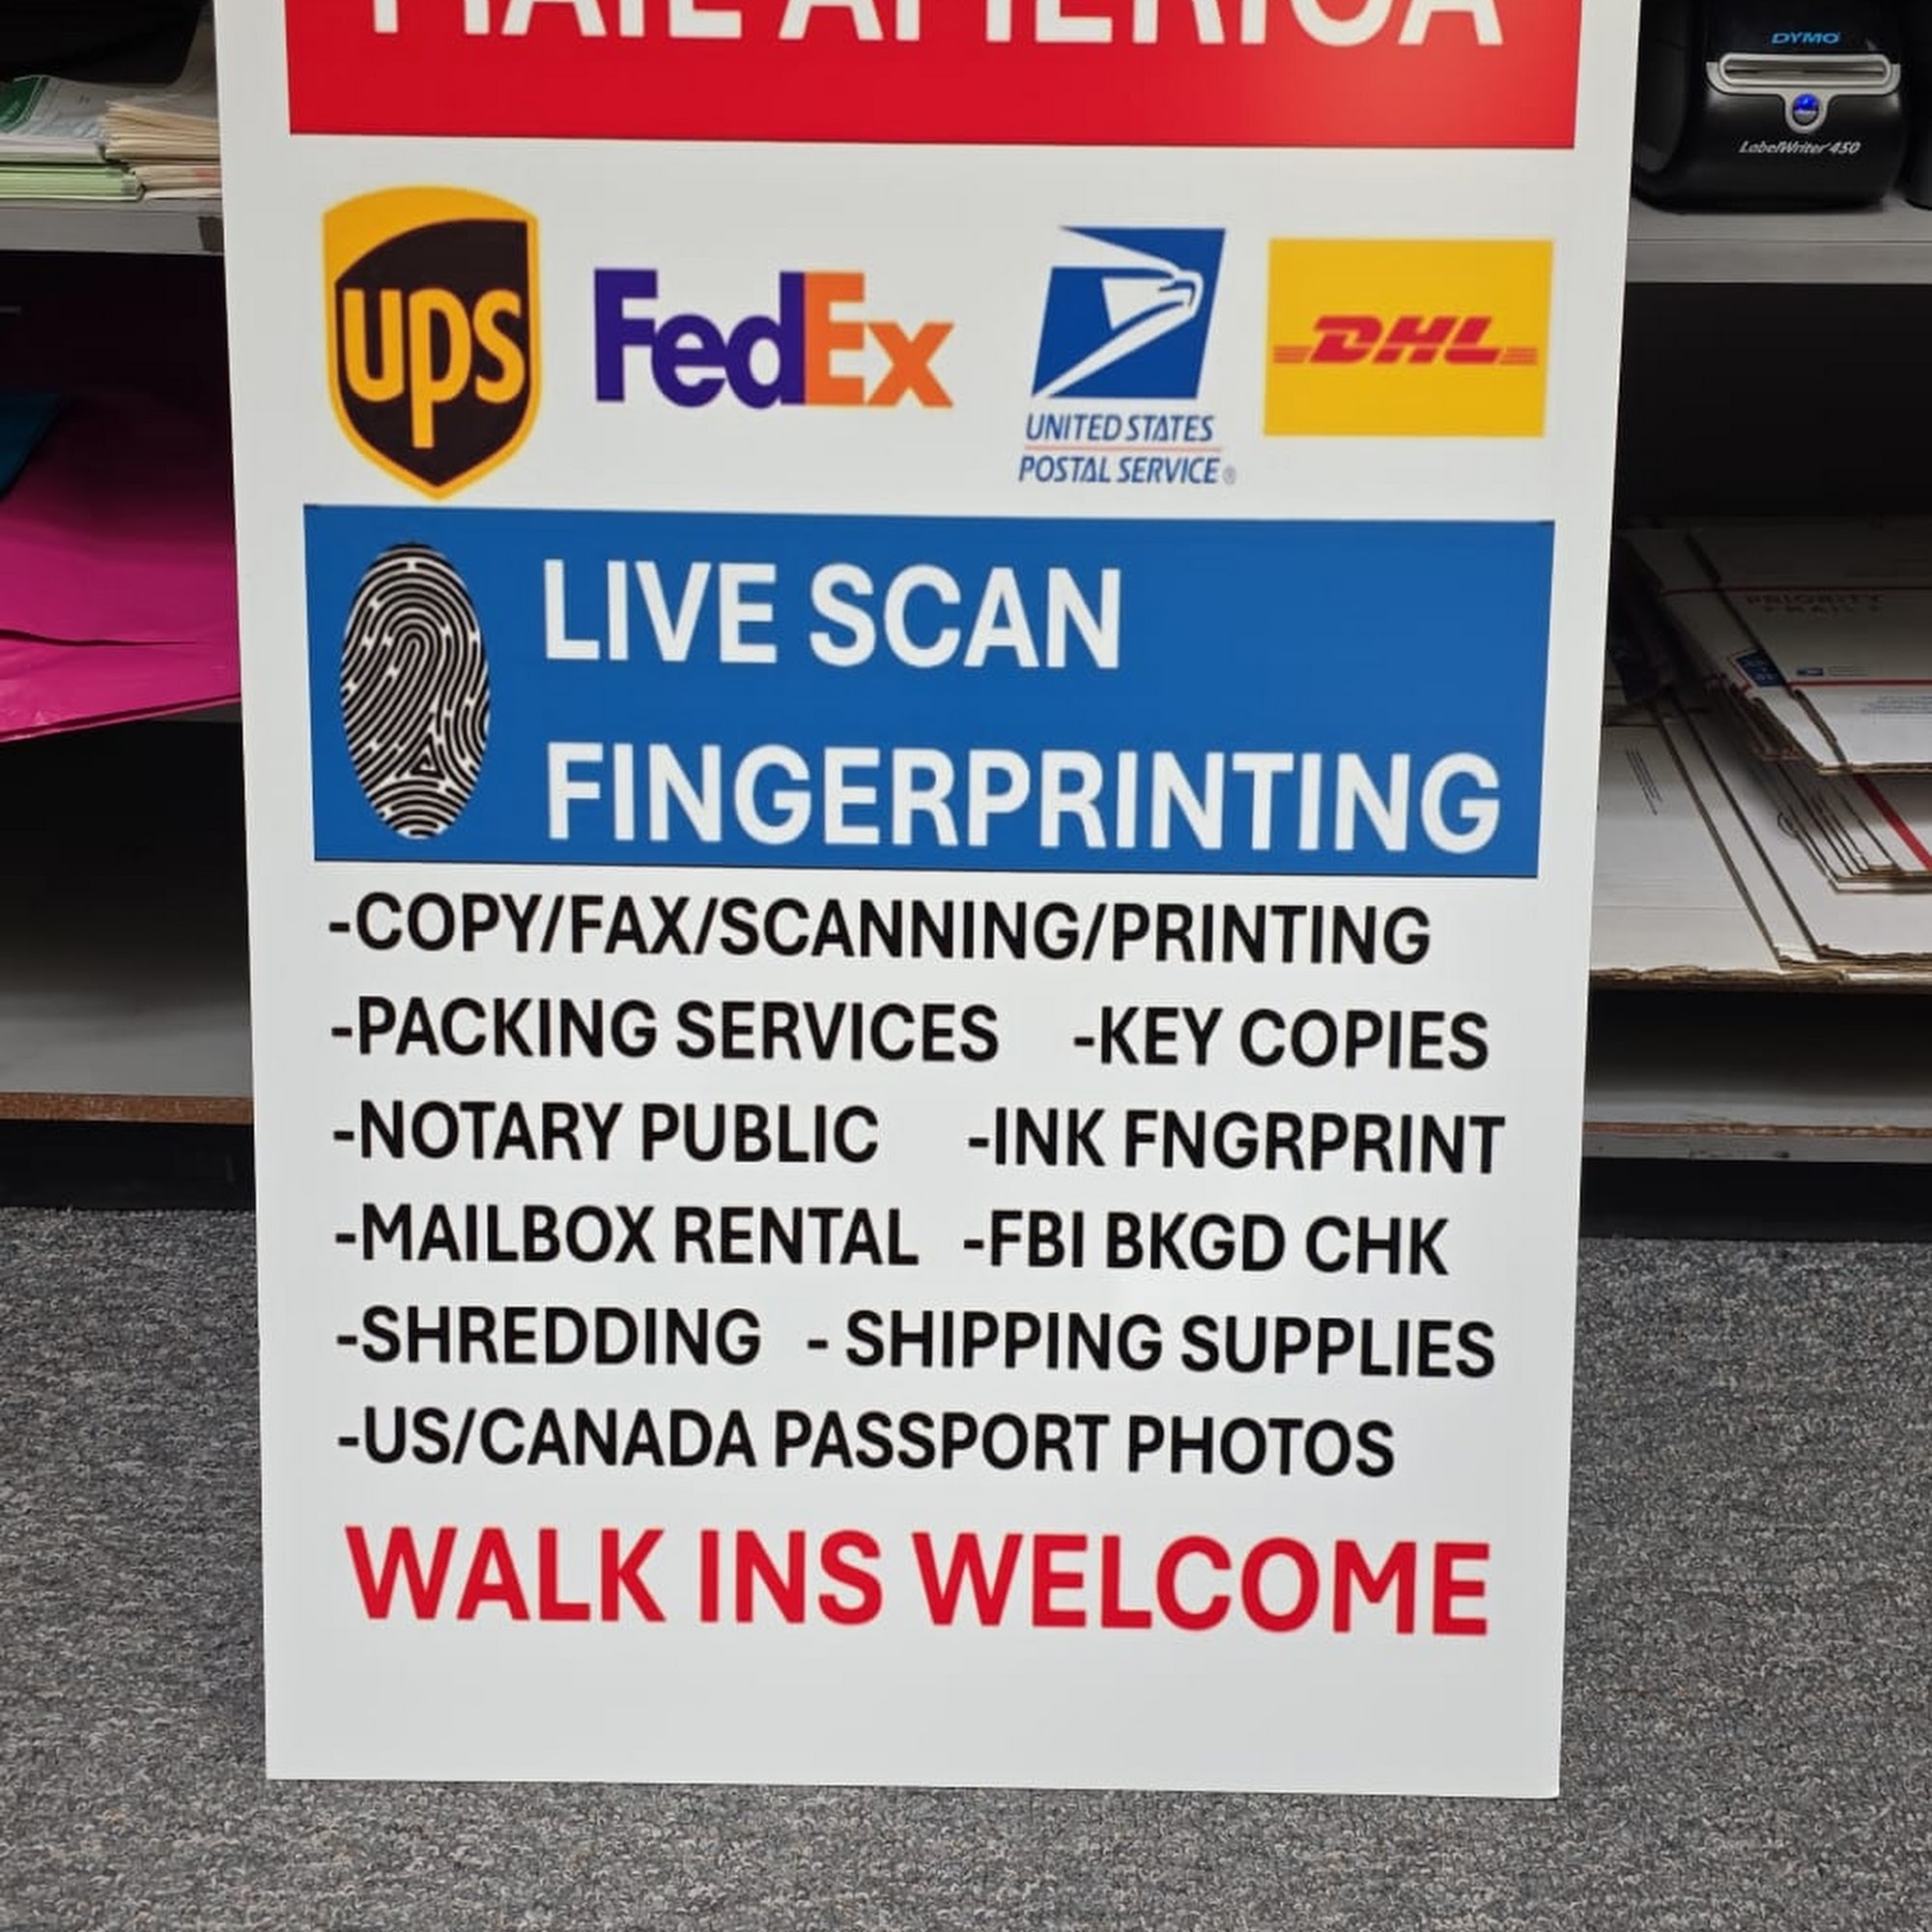 MAIL AMERICA
DYMO
LabelWriter 450
ups
FedEx
UNITED STATES
POSTAL SERVICE®
DHL
LIVE SCAN
FINGERPRINTING
-COPY/FAX/SCANNING/PRINTING
-PACKING SERVICES -KEY COPIES
-NOTARY PUBLIC -INK FNGRPRINT
-MAILBOX RENTAL -FBI BKGD CHK
-SHREDDING - SHIPPING SUPPLIES
-US/CANADA PASSPORT PHOTOS
WALK INS WELCOME
PRIORITY
MAIL